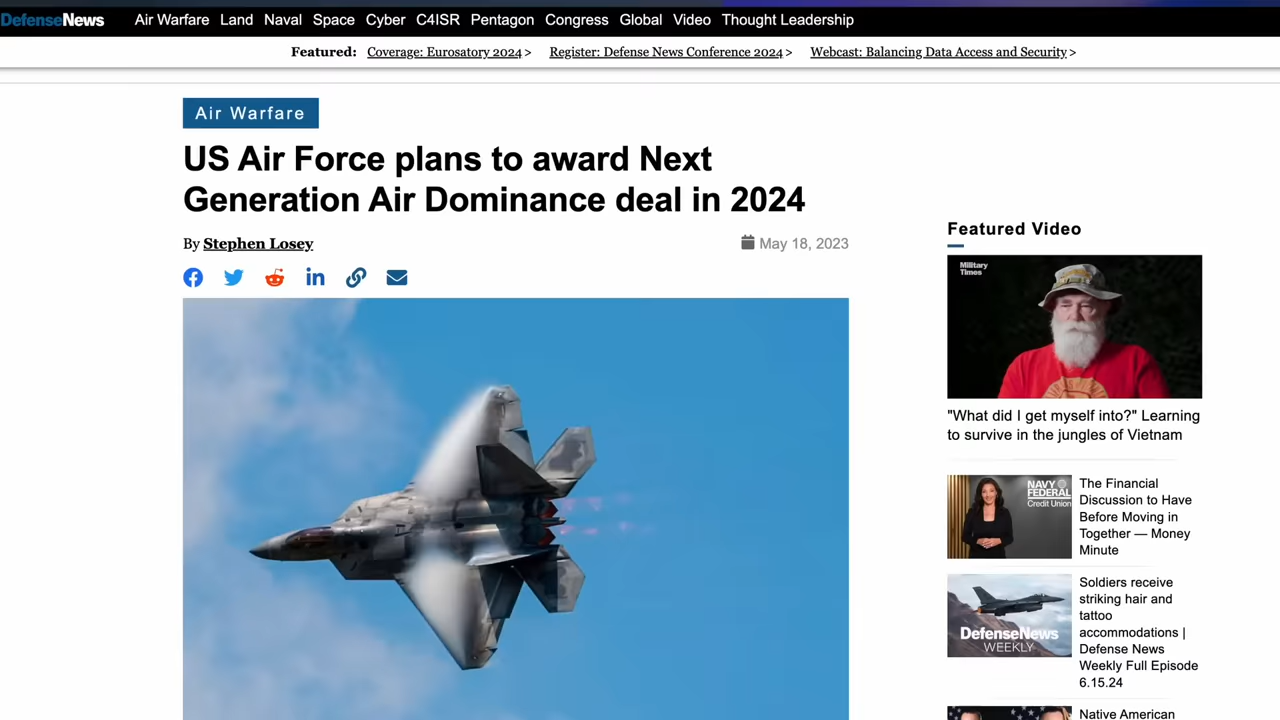 DefenseNews Air Warfare Land Naval Space Cyber C4ISR Pentagon Congress Global Video Thought Leadership
Featured: Coverage: Eurosatory 2024 > Register: Defense News Conference 2024 > Webcast: Balancing Data Access and Security >
Air Warfare
US Air Force plans to award Next
Generation Air Dominance deal in 2024
By Stephen Losey
May 18, 2023
Featured Video
Military
Times
"What did I get myself into?" Learning
to survive in the jungles of Vietnam
NAVY
FEDERAL
Credit Union
The Financial
Discussion to Have
Before Moving in
Together — Money
Minute
DefenseNews
WEEKLY
Soldiers receive
striking hair and
tattoo
accommodations |
Defense News
Weekly Full Episode
6.15.24
Native American